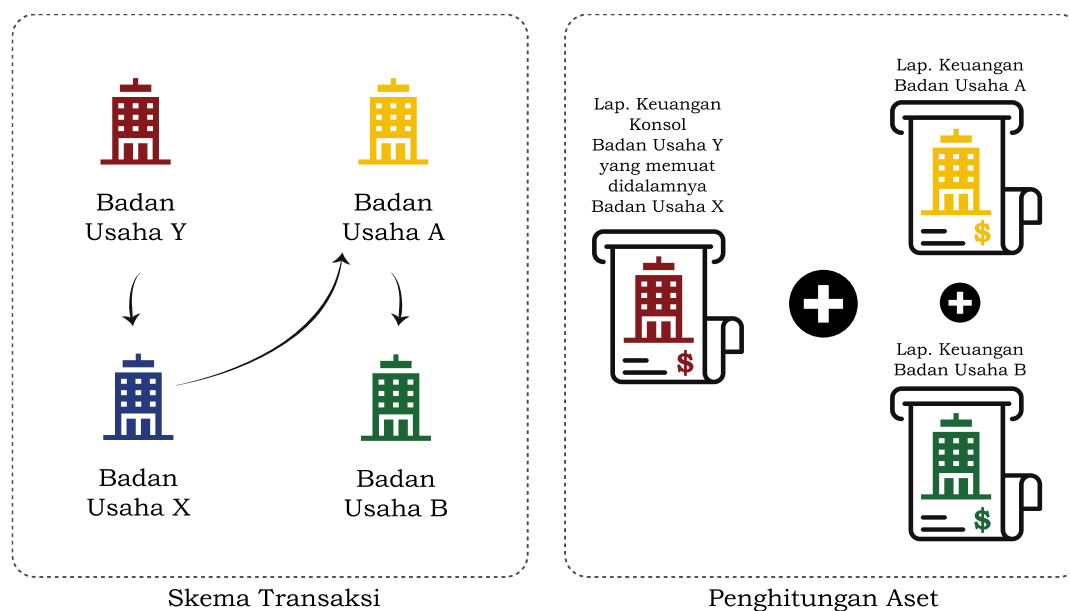 Badan
Usaha Y
Badan
Usaha A
Badan
Usaha X
Badan
Usaha B
Skema Transaksi
Lap. Keuangan
Konsol
Badan Usaha Y
yang memuat
didalamnya
Badan Usaha X
$
Lap. Keuangan
Badan Usaha A
$
Lap. Keuangan
Badan Usaha B
$
Penghitungan Aset